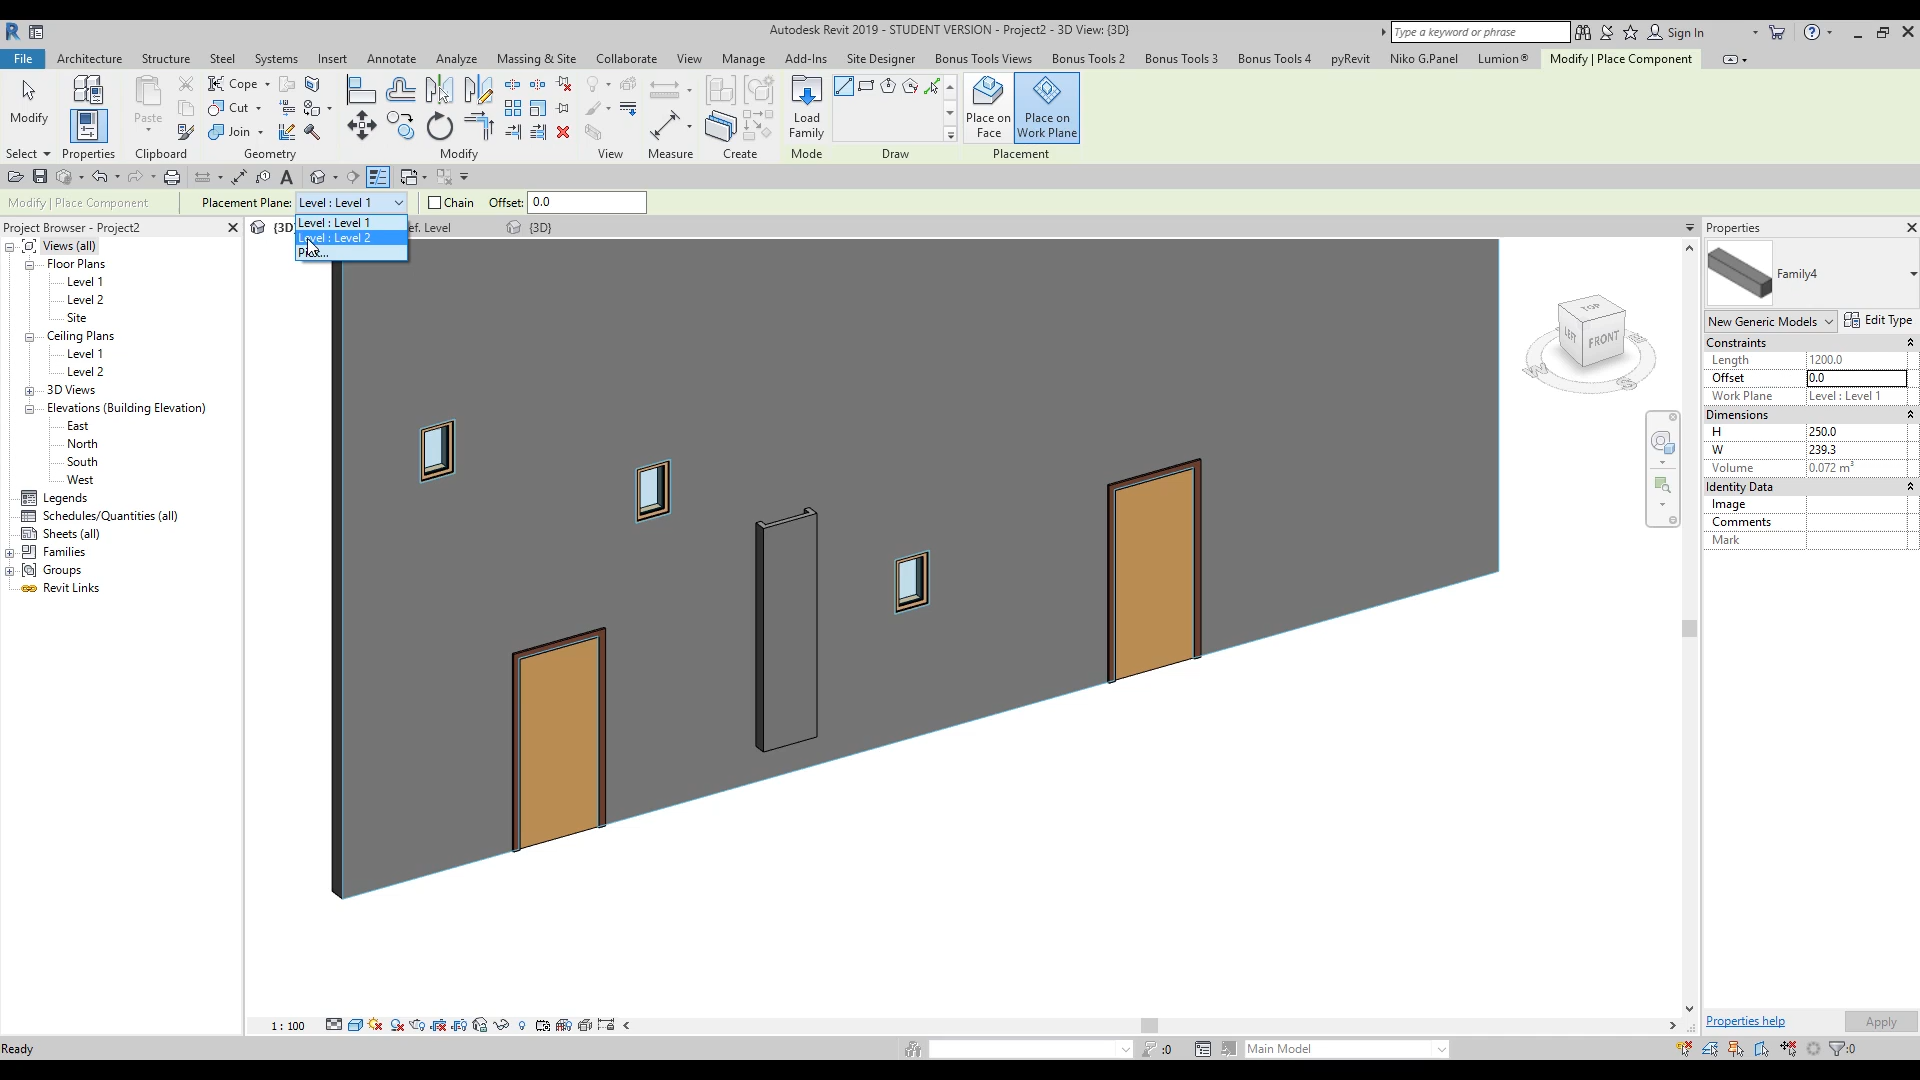 Autodesk Revit 2019 - STUDENT VERSION - Project2 - 3D View: {3D}
Type a keyword or phrase
Sign In
File Architecture Structure Steel Systems Insert Annotate Analyze Massing & Site Collaborate View Manage Add-Ins Site Designer Bonus Tools Views Bonus Tools 2 Bonus Tools 3 Bonus Tools 4 pyRevit Niko G.Panel Lumion® Modify | Place Component
Modify
Paste
Cope
Cut
Join
Load
Family
Place on
Face
Place on
Work Plane
Select Properties Clipboard Geometry Modify View Measure Create Mode Draw Placement
Modify | Place Component
Placement Plane: Level : Level 1
Chain Offset: 0.0
Level : Level 1
Level : Level 2
Project Browser - Project2
{3D}
ef. Level
{3D}
Views (all)
Floor Plans
Level 1
Level 2
Site
Ceiling Plans
Level 1
Level 2
3D Views
Elevations (Building Elevation)
East
North
South
West
Legends
Schedules/Quantities (all)
Sheets (all)
Families
Groups
Revit Links
TOP
LEFT
FRONT
W
S
E
Properties
Family4
New Generic Models
Edit Type
Constraints
Length 1200.0
Offset 0.0
Work Plane Level : Level 1
Dimensions
H 250.0
W 239.3
Volume 0.072 m³
Identity Data
Image
Comments
Mark
Properties help
Apply
1 : 100
Ready
:0
Main Model
:0